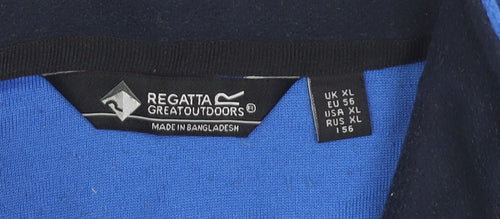 REGATTA
GREATOUTDOORS®
MADE IN BANGLADESH
UK XL
EU 56
USA XL
RUS XL
I 56